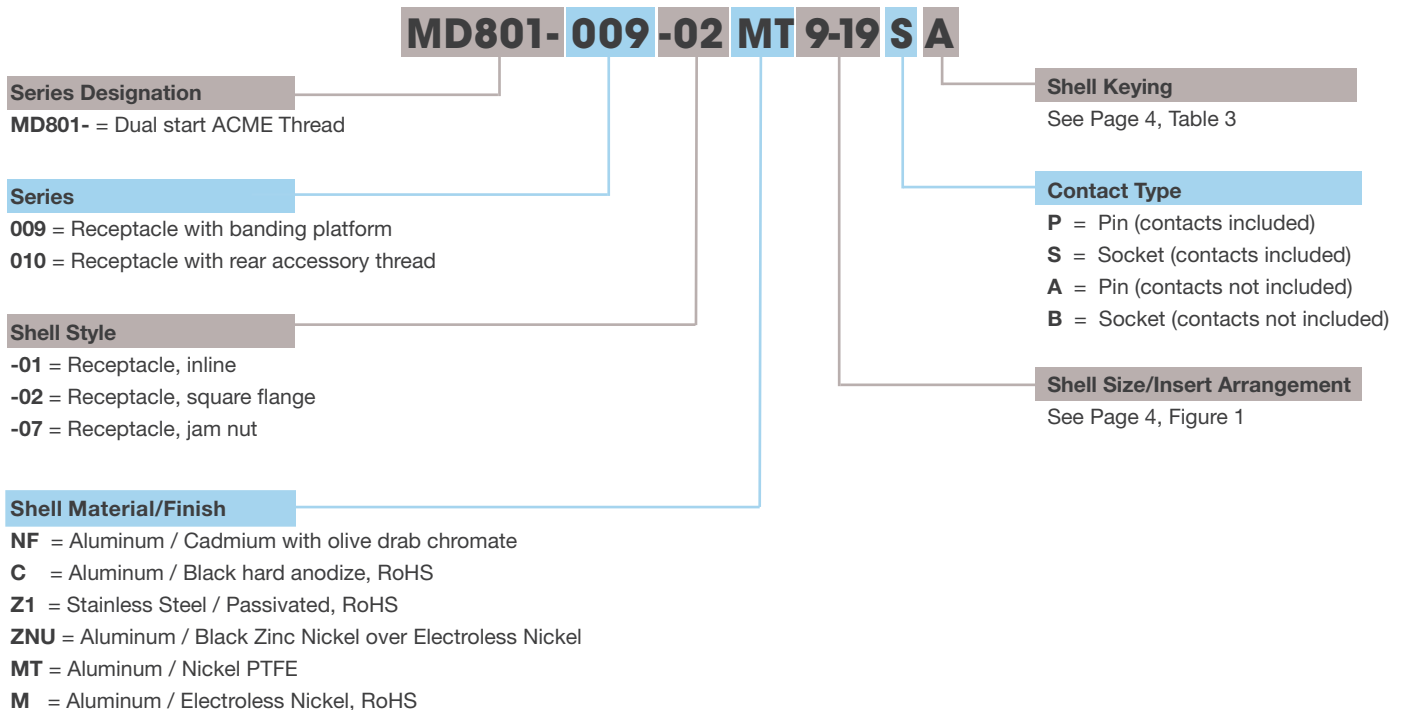 MD801- 009 -02 MT 9-19 S A
Series Designation
MD801- = Dual start ACME Thread
Series
009 = Receptacle with banding platform
010 = Receptacle with rear accessory thread
Shell Style
-01 = Receptacle, inline
-02 = Receptacle, square flange
-07 = Receptacle, jam nut
Shell Material/Finish
NF = Aluminum / Cadmium with olive drab chromate
C = Aluminum / Black hard anodize, RoHS
Z1 = Stainless Steel / Passivated, RoHS
ZNU = Aluminum / Black Zinc Nickel over Electroless Nickel
MT = Aluminum / Nickel PTFE
M = Aluminum / Electroless Nickel, RoHS
Shell Keying
See Page 4, Table 3
Contact Type
P = Pin (contacts included)
S = Socket (contacts included)
A = Pin (contacts not included)
B = Socket (contacts not included)
Shell Size/Insert Arrangement
See Page 4, Figure 1